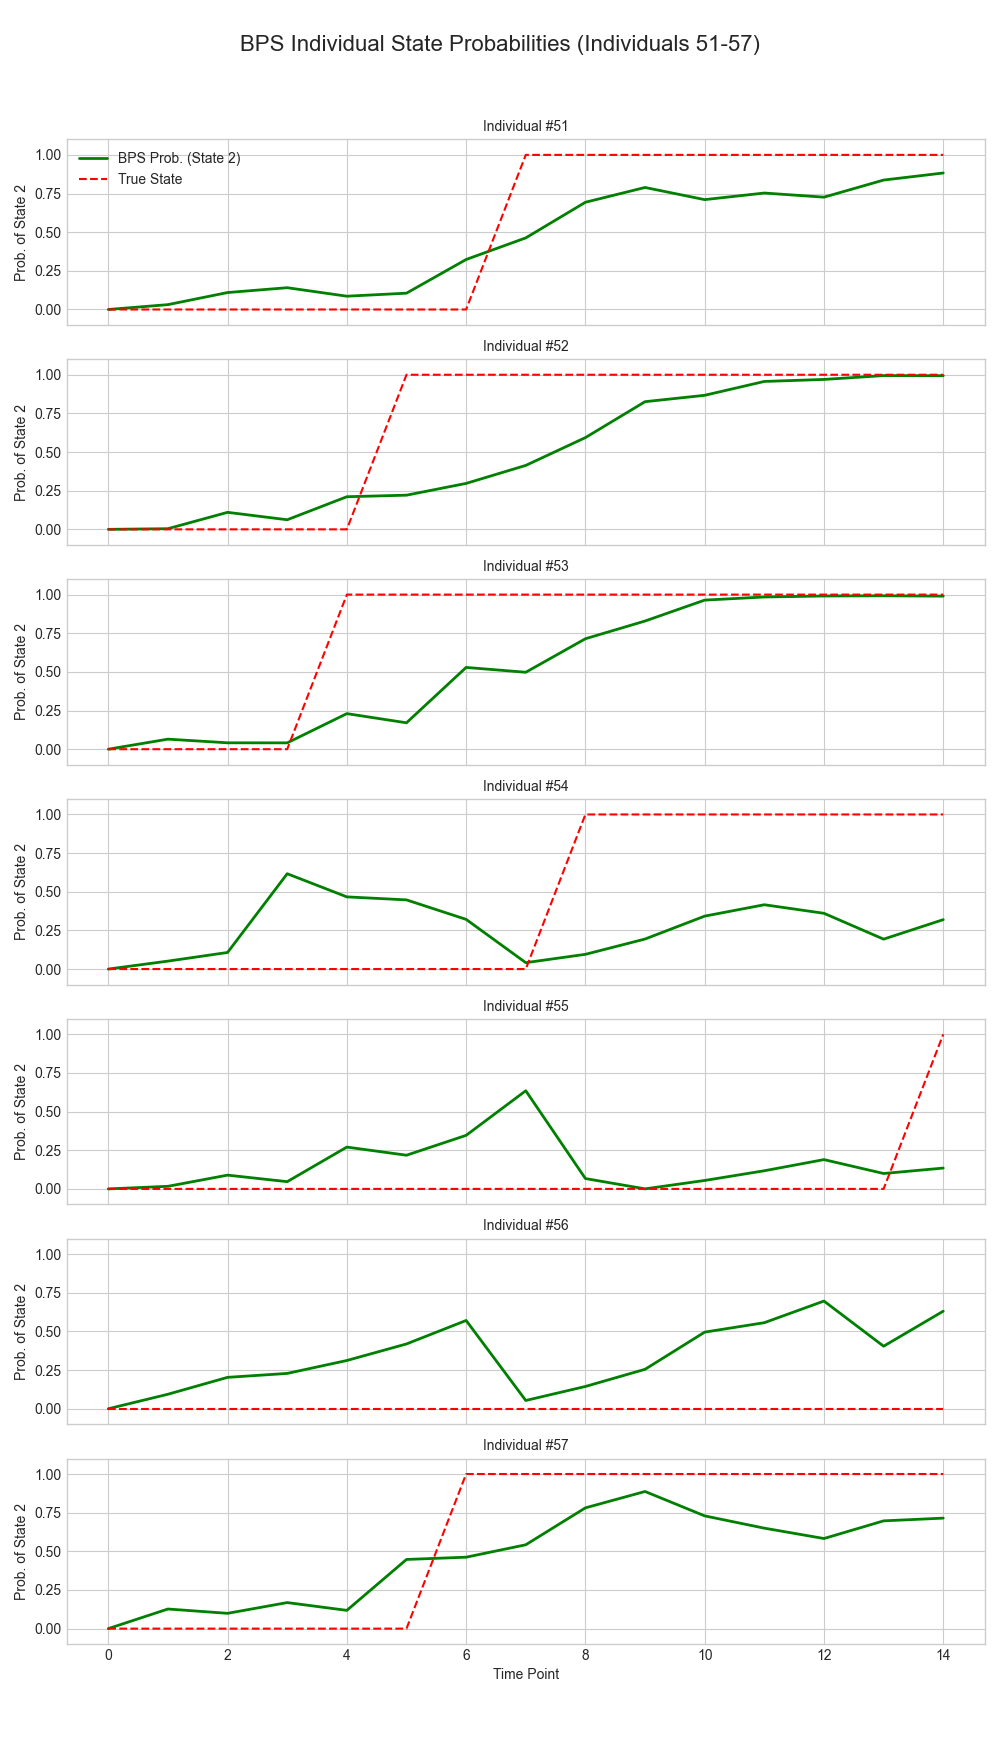 BPS Individual State Probabilities (Individuals 51-57)
Individual #51
1.00
0.75
0.50
0.25
0.00
Prob. of State 2
BPS Prob. (State 2)
True State
Individual #52
1.00
0.75
0.50
0.25
0.00
Prob. of State 2
Individual #53
1.00
0.75
0.50
0.25
0.00
Prob. of State 2
Individual #54
1.00
0.75
0.50
0.25
0.00
Prob. of State 2
Individual #55
1.00
0.75
0.50
0.25
0.00
Prob. of State 2
Individual #56
1.00
0.75
0.50
0.25
0.00
Prob. of State 2
Individual #57
1.00
0.75
0.50
0.25
0.00
Prob. of State 2
0 2 4 6 8 10 12 14
Time Point